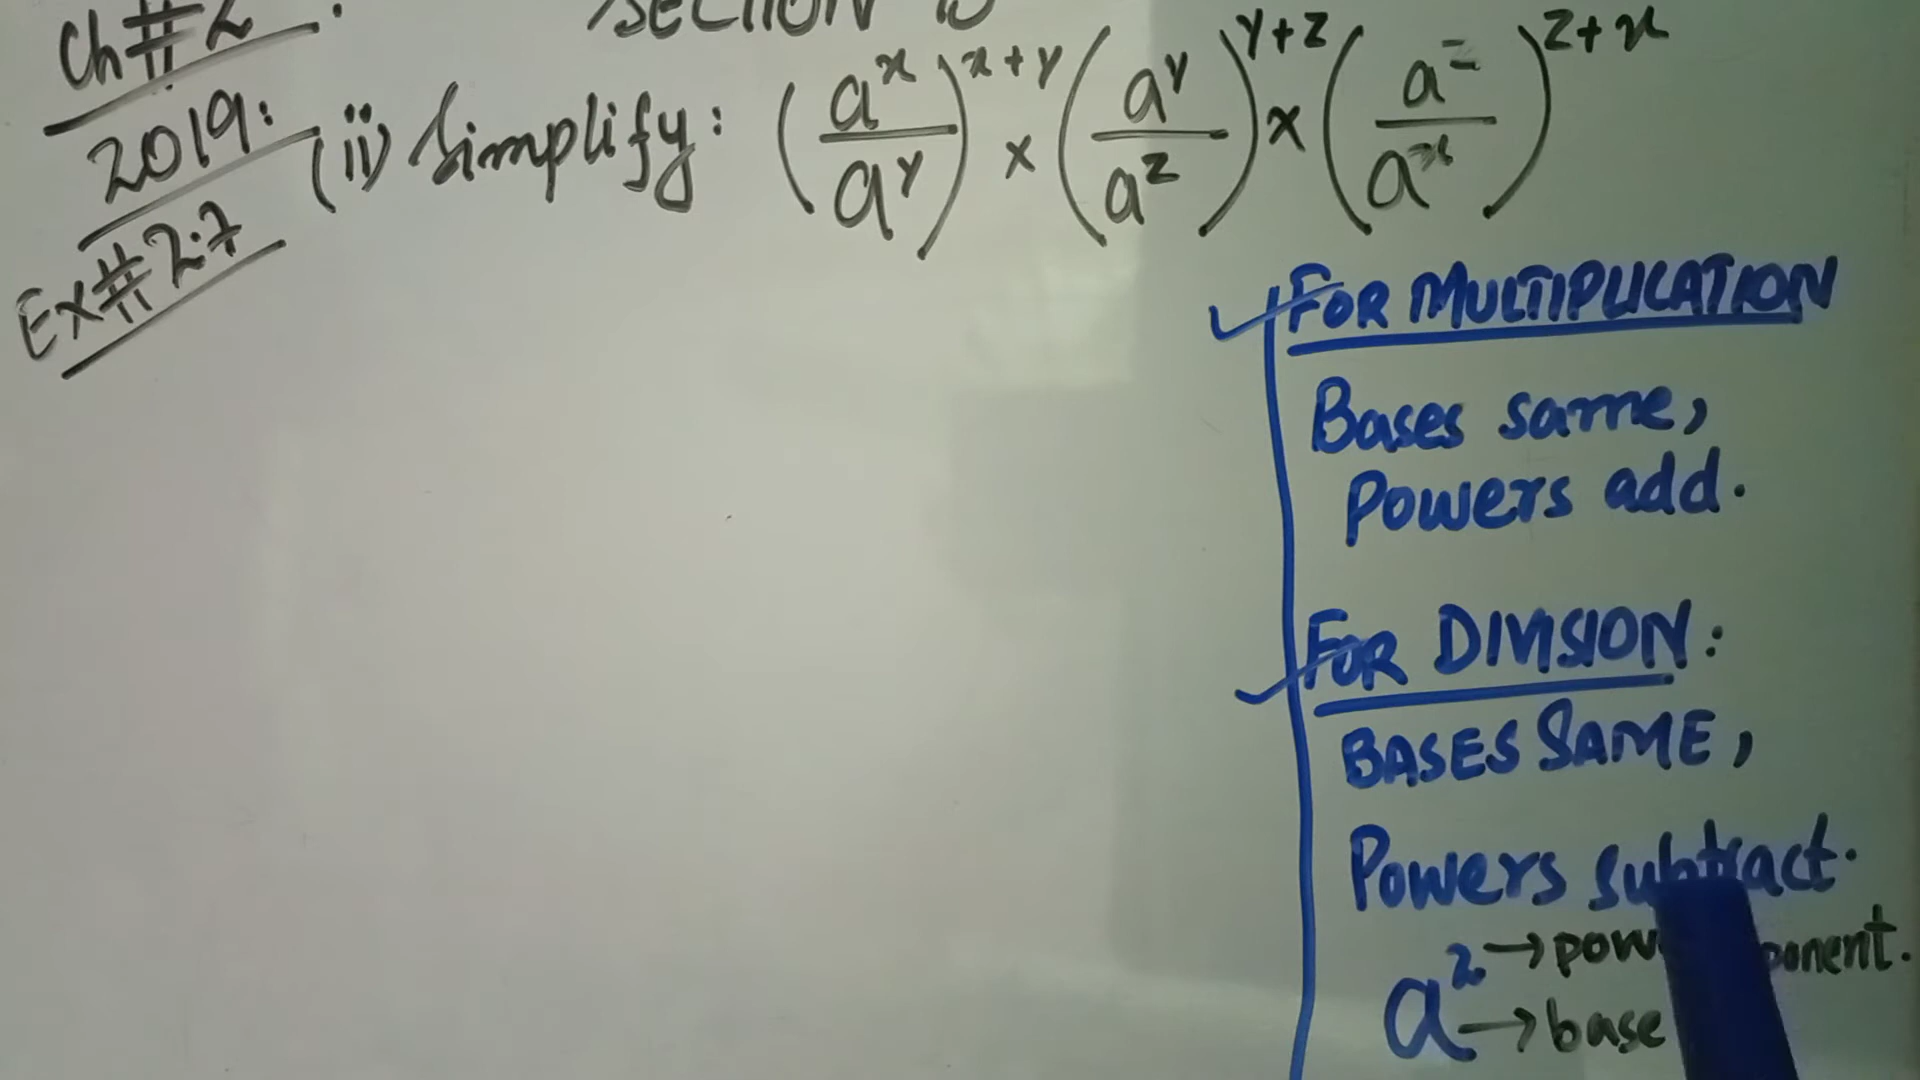 Ch#2.
SECTION
2019:
(ii) Simplify: (a^x/a^y)^x+y × (a^y/a^z)^y+z × (a^z/a^x)^z+x
Ex#2.7
FOR MULTIPLICATION
Bases same,
Powers add.
FOR DIVISION:
BASES SAME,
Powers subtract.
a^2 →
→ base